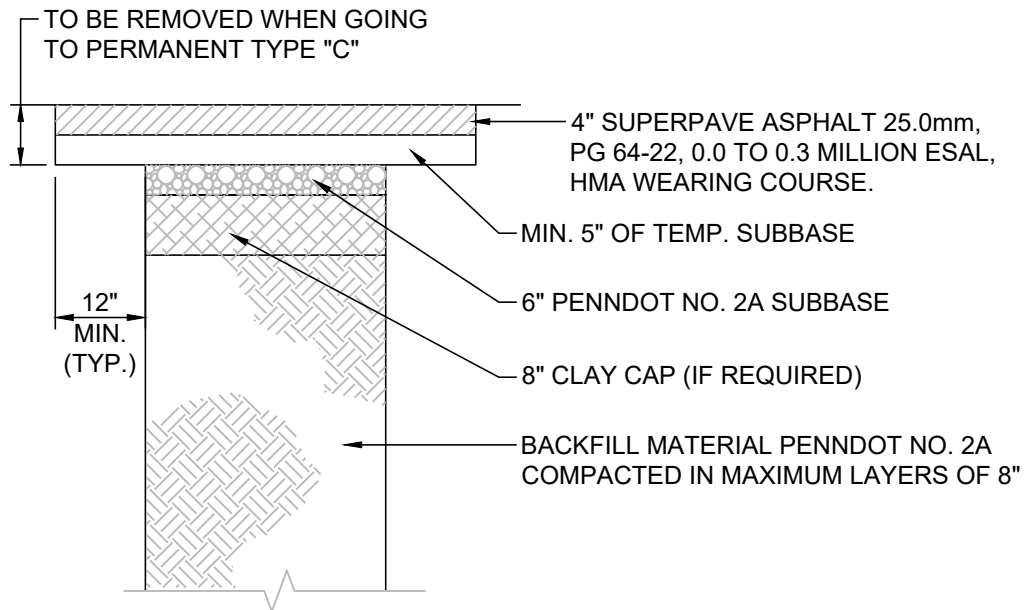 TO BE REMOVED WHEN GOING
TO PERMANENT TYPE "C"
4" SUPERPAVE ASPHALT 25.0mm,
PG 64-22, 0.0 TO 0.3 MILLION ESAL,
HMA WEARING COURSE.
MIN. 5" OF TEMP. SUBBASE
6" PENNDOT NO. 2A SUBBASE
12"
MIN.
(TYP.)
8" CLAY CAP (IF REQUIRED)
BACKFILL MATERIAL PENNDOT NO. 2A
COMPACTED IN MAXIMUM LAYERS OF 8"